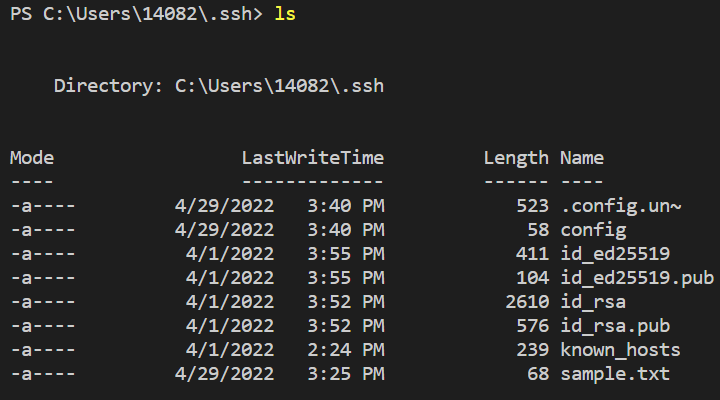 PS C:\Users\14082\.ssh> ls
Directory: C:\Users\14082\.ssh
Mode LastWriteTime Length Name
---- ------------- ------ ----
-a---- 4/29/2022 3:40 PM 523 .config.un~
-a---- 4/29/2022 3:40 PM 58 config
-a---- 4/1/2022 3:55 PM 411 id_ed25519
-a---- 4/1/2022 3:55 PM 104 id_ed25519.pub
-a---- 4/1/2022 3:52 PM 2610 id_rsa
-a---- 4/1/2022 3:52 PM 576 id_rsa.pub
-a---- 4/1/2022 2:24 PM 239 known_hosts
-a---- 4/29/2022 3:25 PM 68 sample.txt